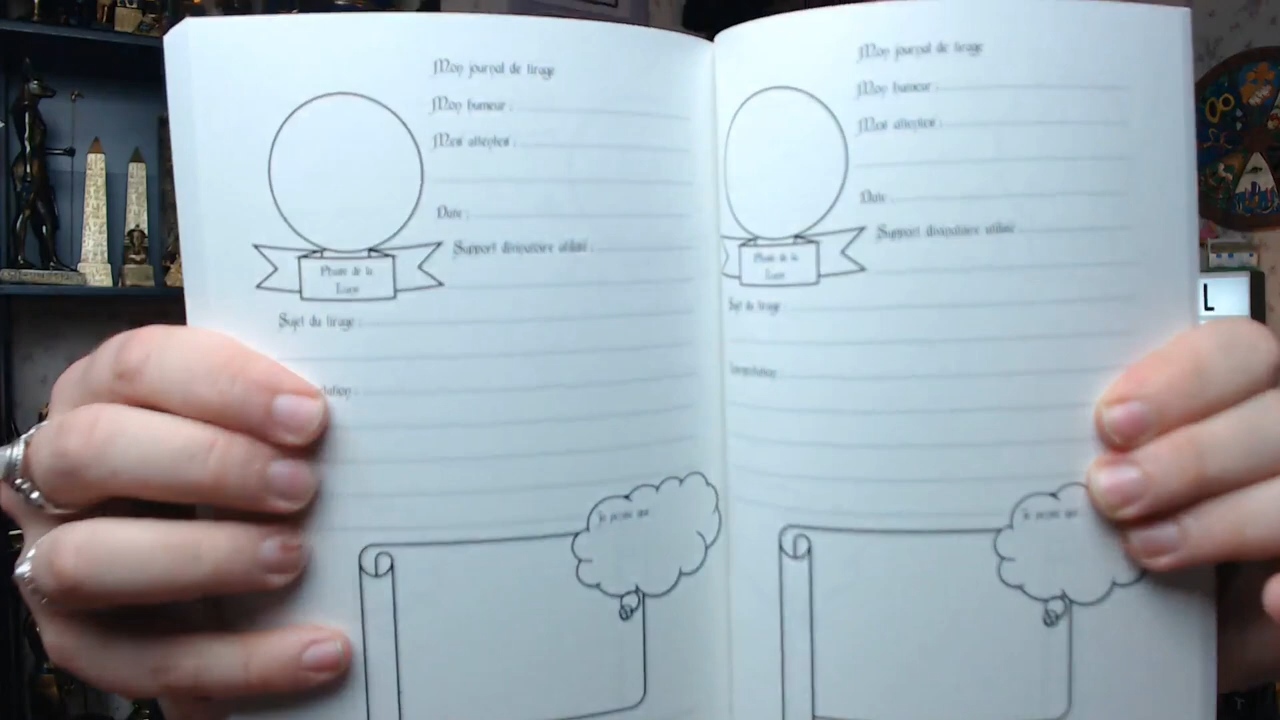 Mon journal de tirage
Mon humeur :
Mes attentes :
Date :
Support divinatoire utilisé :
Phase de la
Lune
Sujet du tirage :
tation :
Je pense que
Mon journal de tirage
Mon humeur :
Mes attentes :
Date :
Support divinatoire utilisé :
Phase de la
Lune
Sujet du tirage
Interprétation
Je pense que
L